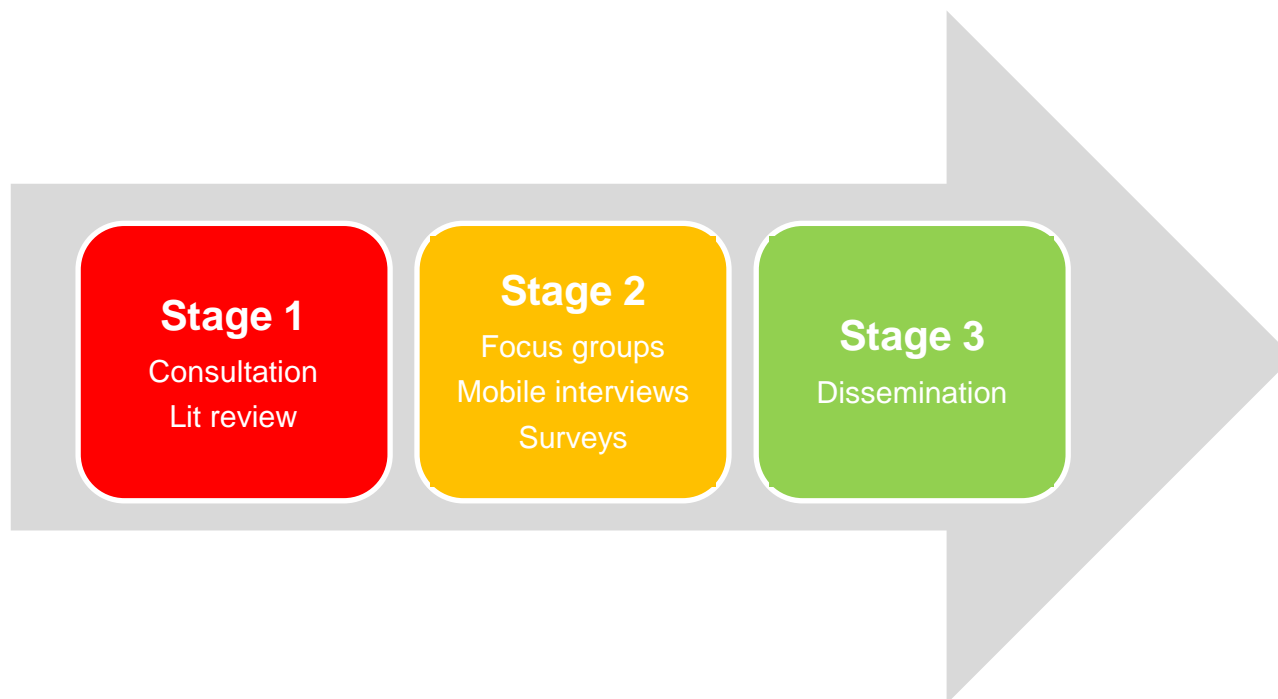 Stage 1
Consultation
Lit review
Stage 2
Focus groups
Mobile interviews
Surveys
Stage 3
Dissemination